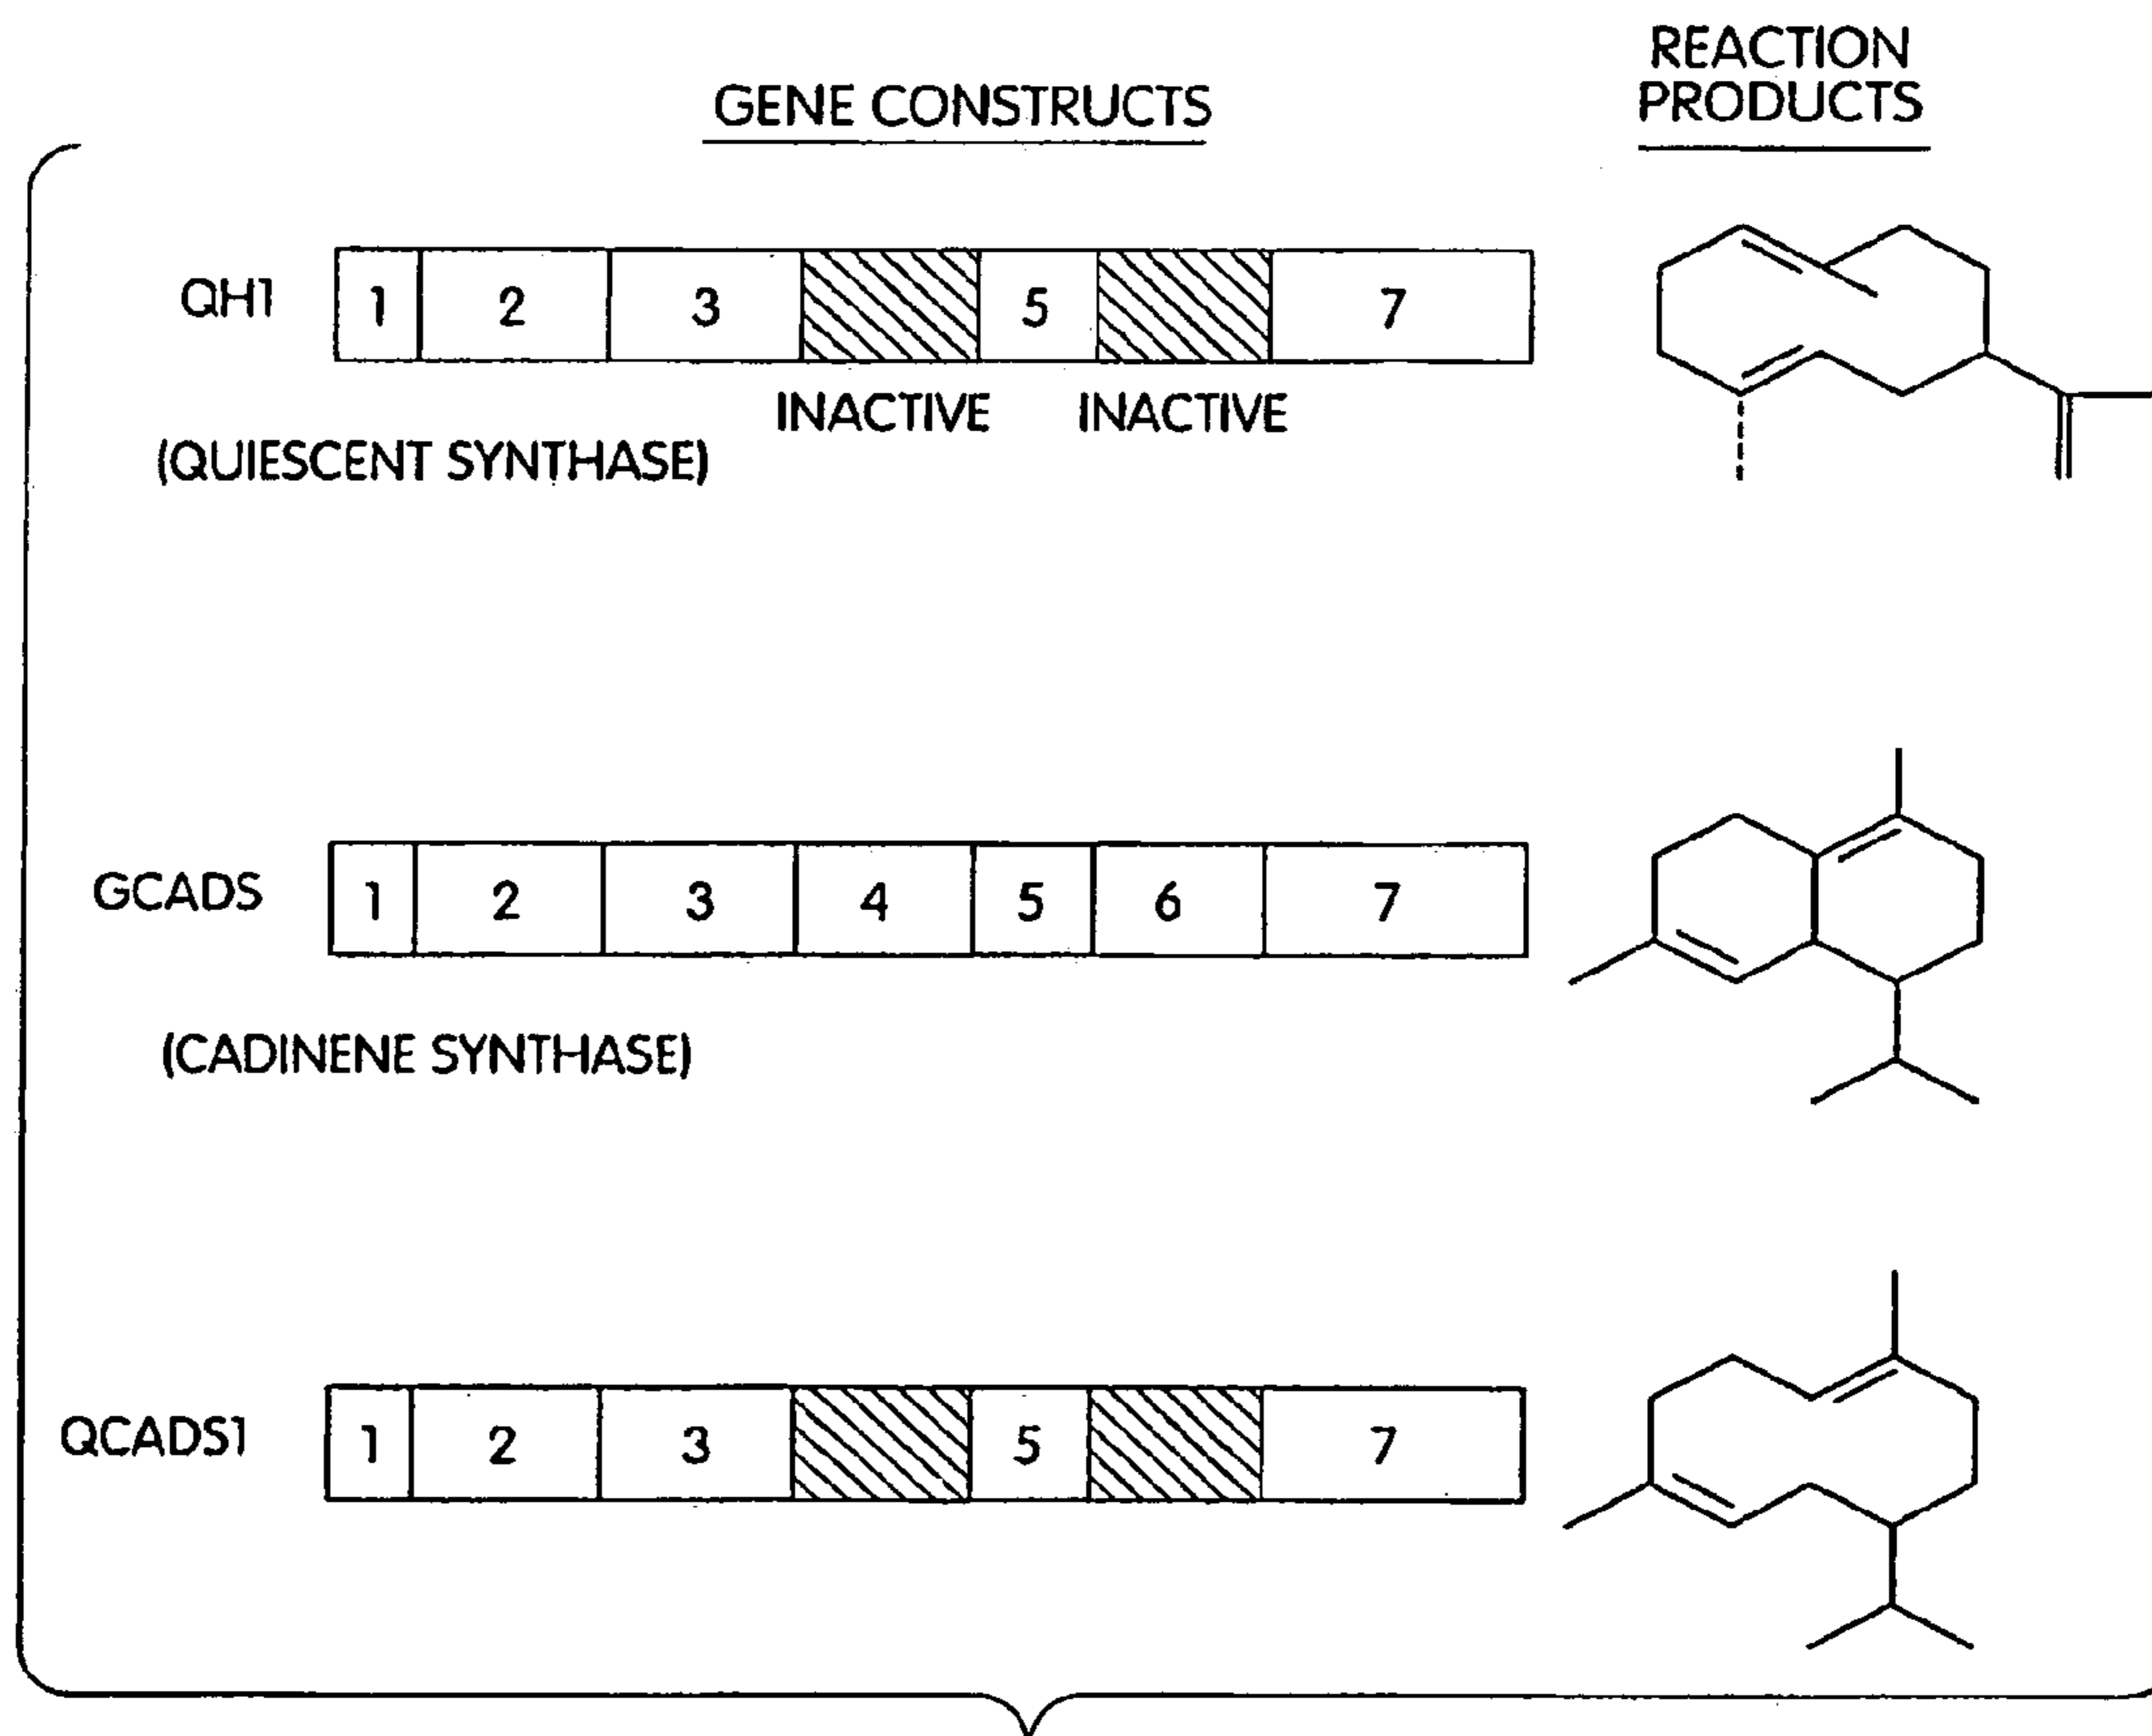 GENE CONSTRUCTS
REACTION
PRODUCTS
QH1
1 2 3 5 7
INACTIVE INACTIVE
(QUIESCENT SYNTHASE)
GCADS
1 2 3 4 5 6 7
(CADINENE SYNTHASE)
QCADS1
1 2 3 5 7